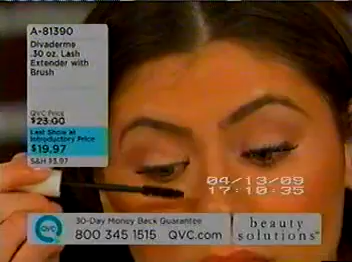 A-81390
Divaderme
.30 oz. Lash
Extender with
Brush
QVC Price
$23.00
Last Show at
Introductory Price
$19.97
S&H $3.97
04/13/09
17:10:35
QVC
30-Day Money Back Guarantee
800 345 1515 QVC.com
beauty
solutions